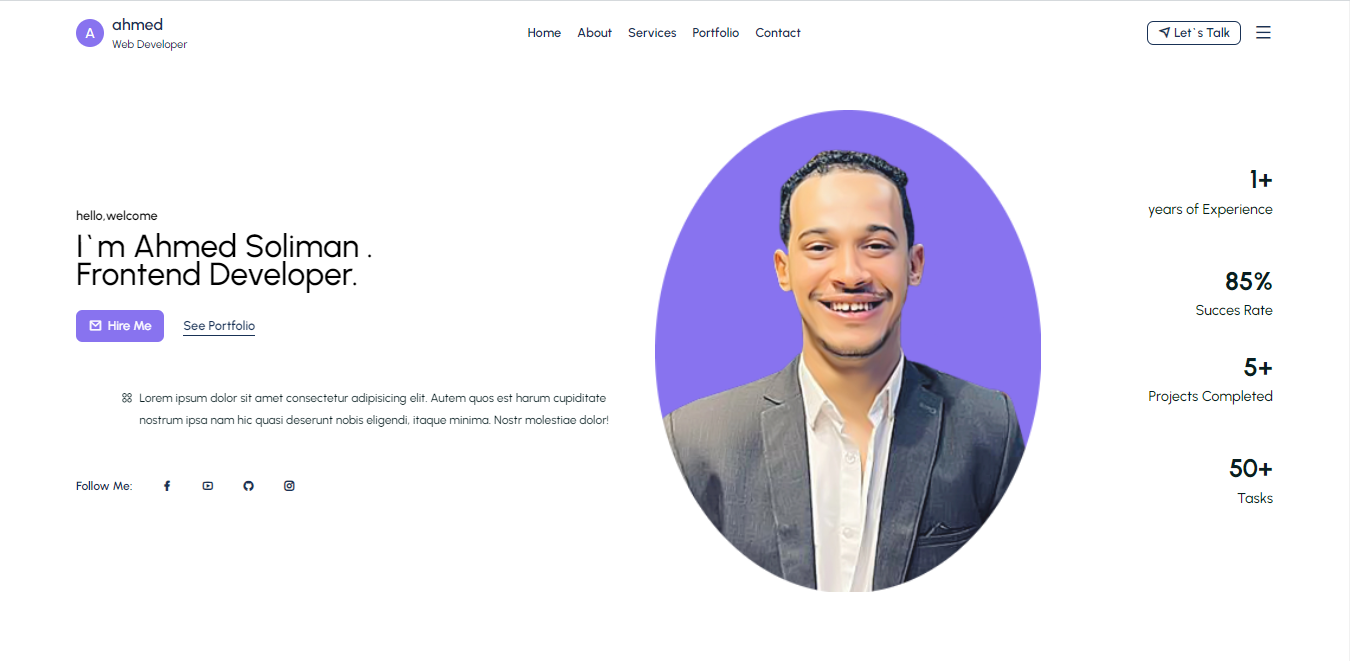 A
ahmed
Web Developer
Home About Services Portfolio Contact
Let`s Talk
hello,welcome
I`m Ahmed Soliman .
Frontend Developer.
Hire Me
See Portfolio
Lorem ipsum dolor sit amet consectetur adipisicing elit. Autem quos est harum cupiditate
nostrum ipsa nam hic quasi deserunt nobis eligendi, itaque minima. Nostr molestiae dolor!
Follow Me:
1+
years of Experience
85%
Succes Rate
5+
Projects Completed
50+
Tasks